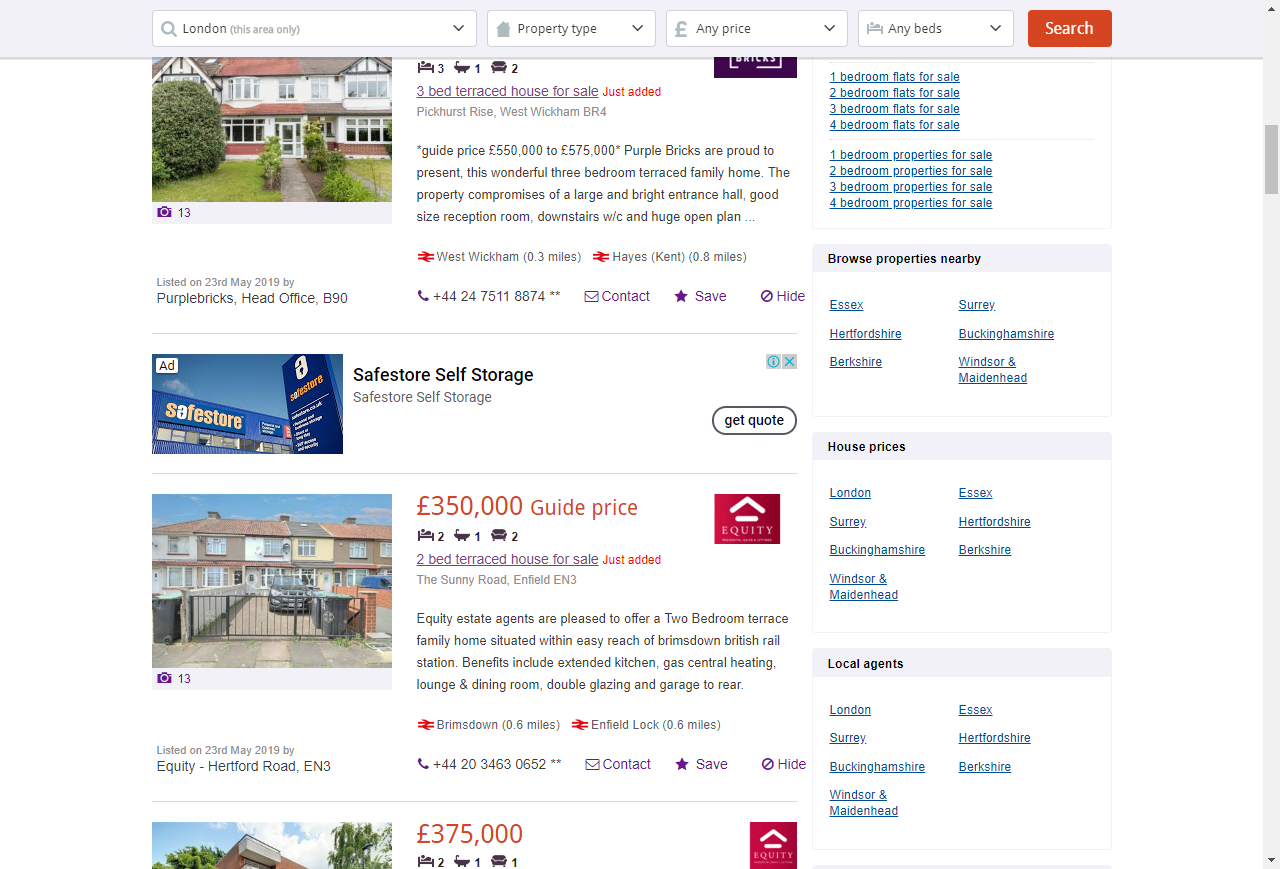 London (this area only)
Property type
£ Any price
Any beds
Search
BRICKS
3 1 2
3 bed terraced house for sale Just added
Pickhurst Rise, West Wickham BR4
*guide price £550,000 to £575,000* Purple Bricks are proud to
present, this wonderful three bedroom terraced family home. The
property compromises of a large and bright entrance hall, good
size reception room, downstairs w/c and huge open plan ...
13
West Wickham (0.3 miles) Hayes (Kent) (0.8 miles)
Listed on 23rd May 2019 by
Purplebricks, Head Office, B90
+44 24 7511 8874 ** Contact Save Hide
Ad
safestore
safestore
Safestore Self Storage
Safestore Self Storage
get quote
£350,000 Guide price
EQUITY
2 1 2
2 bed terraced house for sale Just added
The Sunny Road, Enfield EN3
Equity estate agents are pleased to offer a Two Bedroom terrace
family home situated within easy reach of brimsdown british rail
station. Benefits include extended kitchen, gas central heating,
lounge & dining room, double glazing and garage to rear.
13
Brimsdown (0.6 miles) Enfield Lock (0.6 miles)
Listed on 23rd May 2019 by
Equity - Hertford Road, EN3
+44 20 3463 0652 ** Contact Save Hide
£375,000
EQUITY
2 1 1
1 bedroom flats for sale
2 bedroom flats for sale
3 bedroom flats for sale
4 bedroom flats for sale
1 bedroom properties for sale
2 bedroom properties for sale
3 bedroom properties for sale
4 bedroom properties for sale
Browse properties nearby
Essex Surrey
Hertfordshire Buckinghamshire
Berkshire Windsor &
Maidenhead
House prices
London Essex
Surrey Hertfordshire
Buckinghamshire Berkshire
Windsor &
Maidenhead
Local agents
London Essex
Surrey Hertfordshire
Buckinghamshire Berkshire
Windsor &
Maidenhead